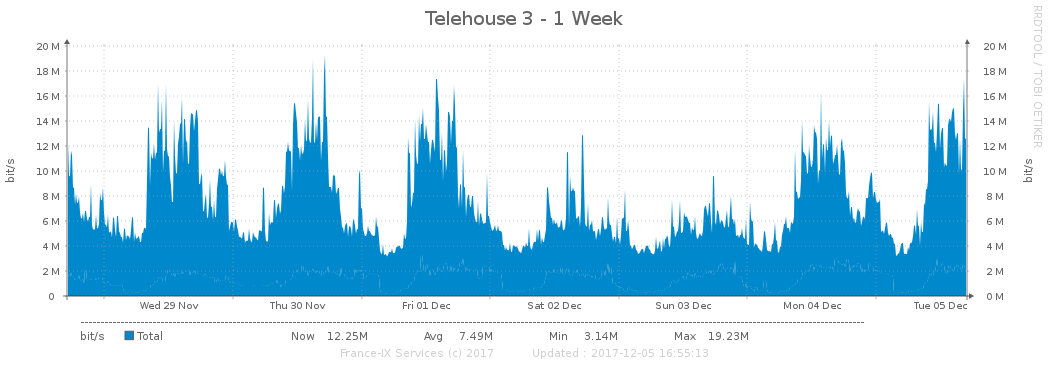 Telehouse 3 - 1 Week
RRDTOOL / TOBI OETIKER
bit/s
20 M 20 M
18 M 18 M
16 M 16 M
14 M 14 M
12 M 12 M
10 M 10 M
8 M 8 M
6 M 6 M
4 M 4 M
2 M 2 M
0 0 M
bit/s
Wed 29 Nov Thu 30 Nov Fri 01 Dec Sat 02 Dec Sun 03 Dec Mon 04 Dec Tue 05 Dec
bit/s Total Now 12.25M Avg 7.49M Min 3.14M Max 19.23M
France-IX Services (c) 2017 Updated : 2017-12-05 16:55:13